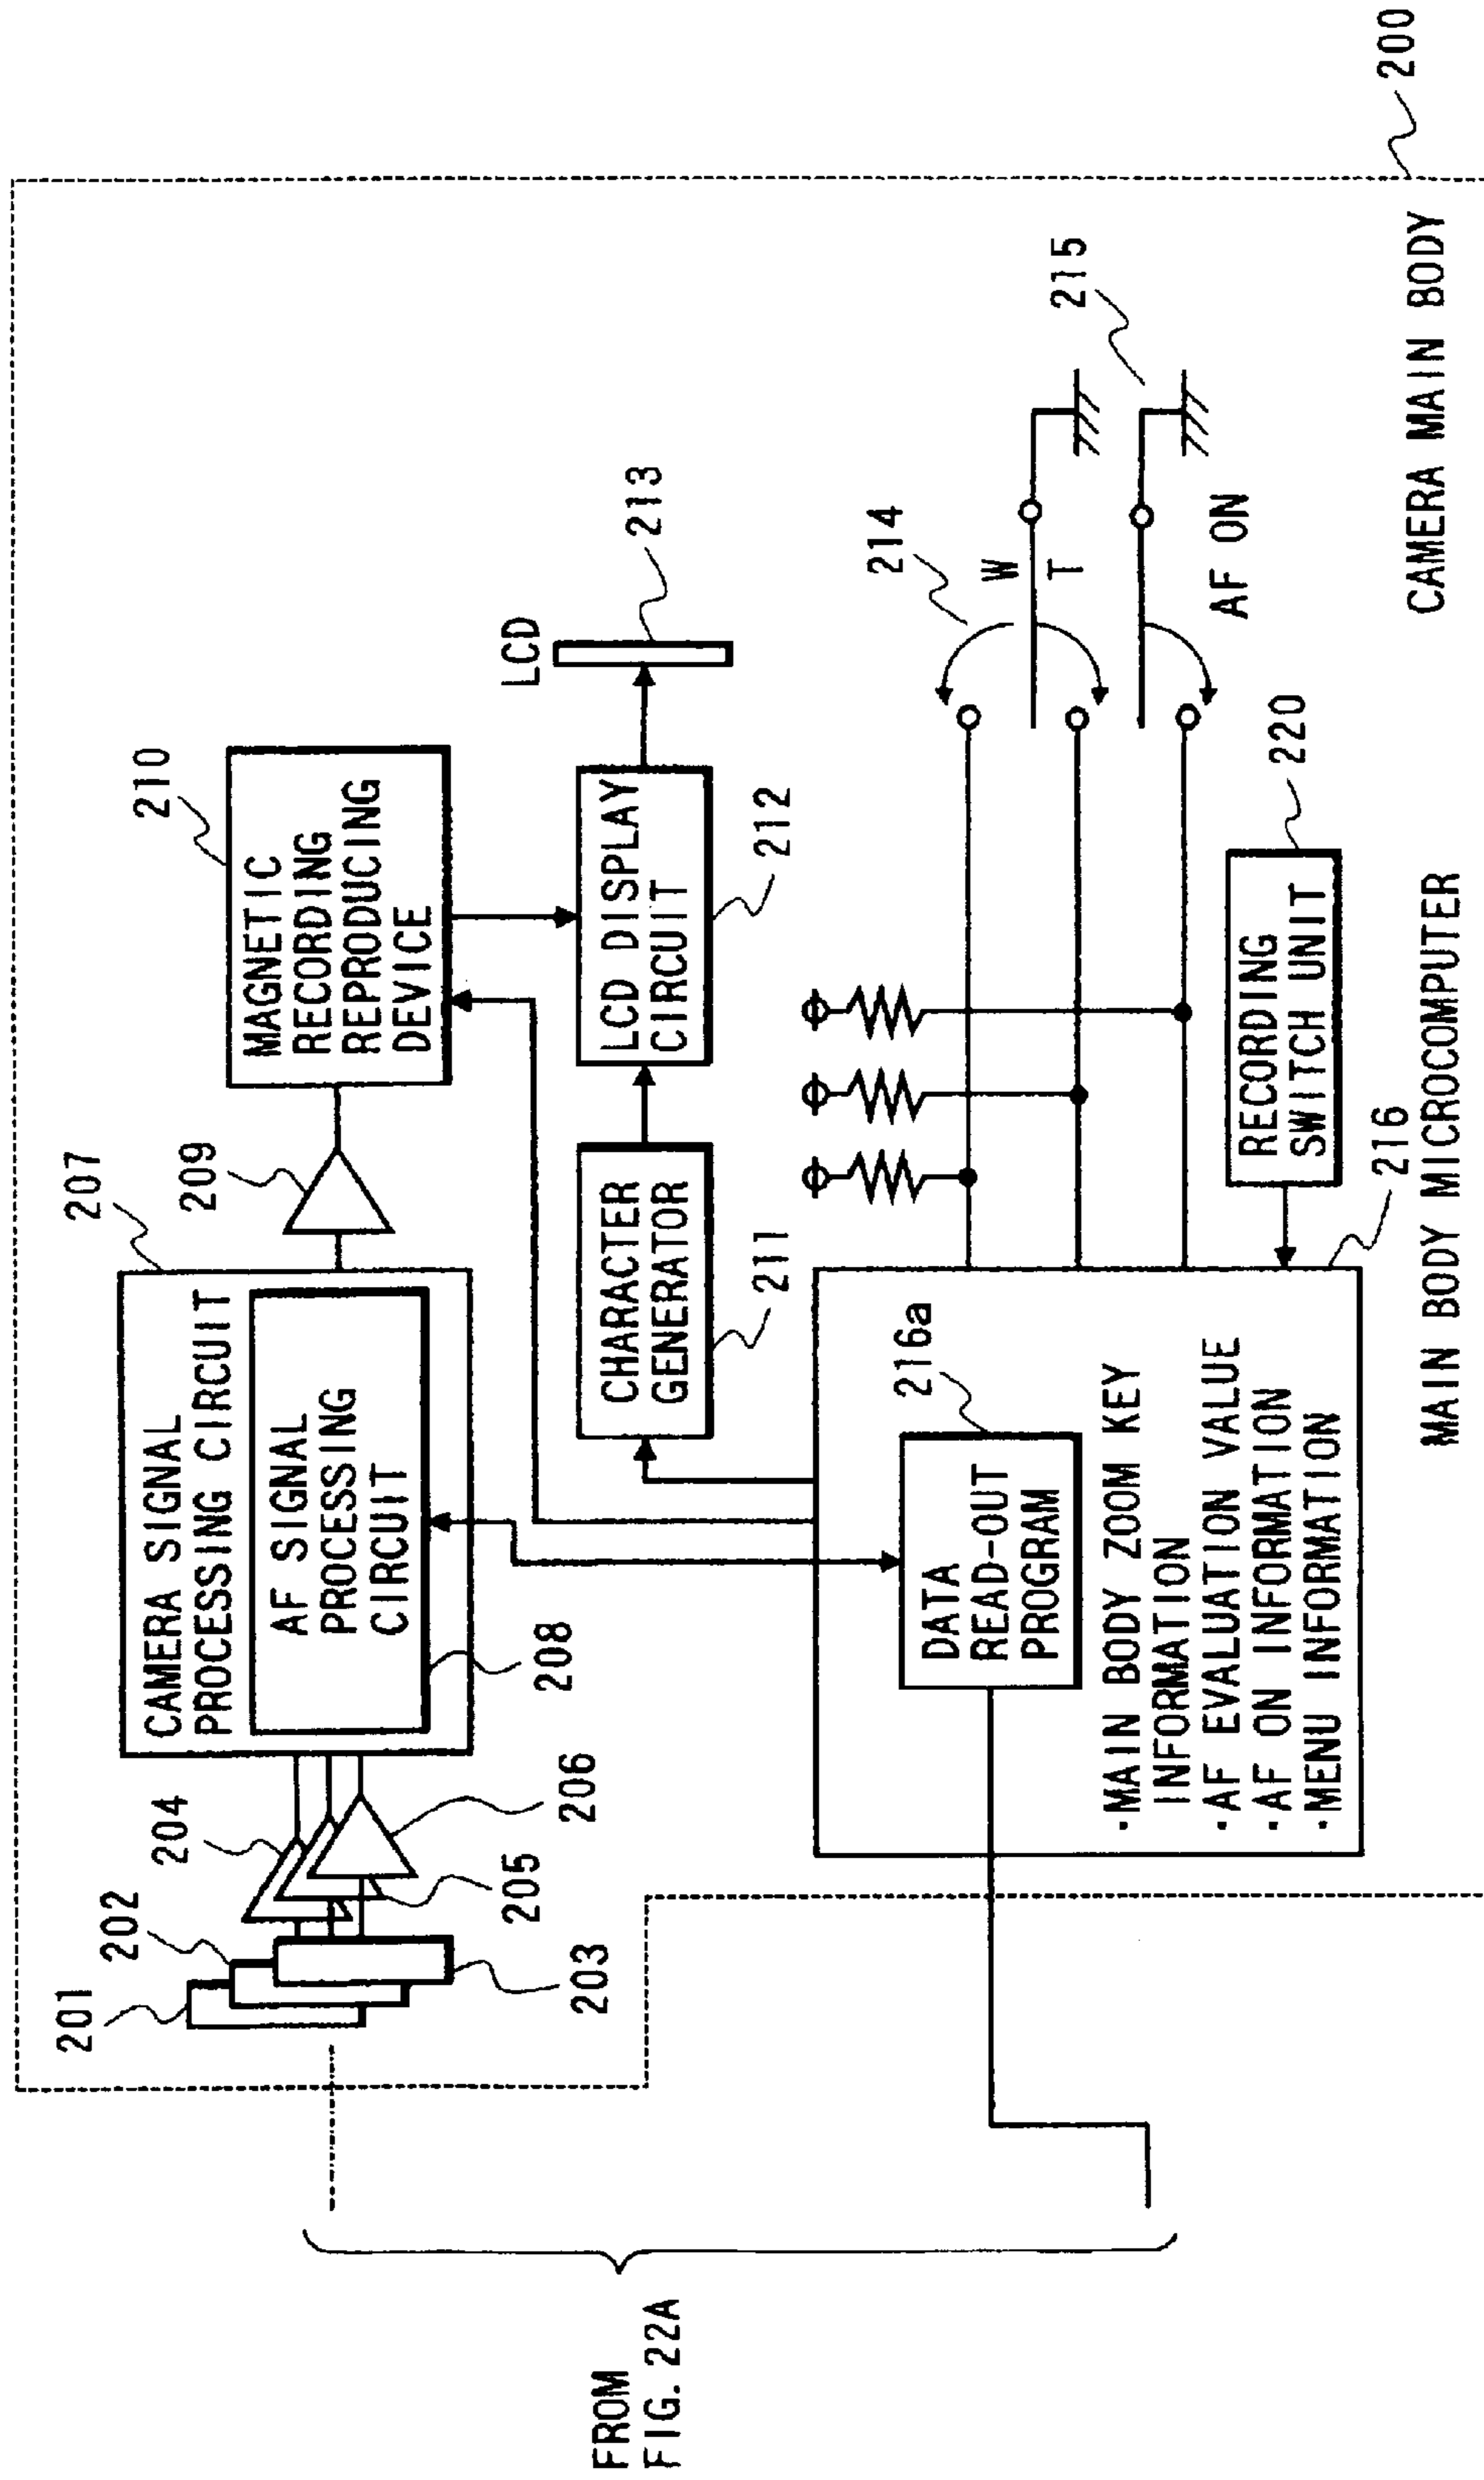 200
CAMERA MAIN BODY
207
CAMERA SIGNAL
PROCESSING CIRCUIT
AF SIGNAL
PROCESSING
CIRCUIT
208
201
202
203
204
205
206
209
210
MAGNETIC
RECORDING
REPRODUCING
DEVICE
LCD
213
CHARACTER
GENERATOR
211
LCD DISPLAY
CIRCUIT
212
214
W
T
215
AF ON
216a
DATA
READ-OUT
PROGRAM
·MAIN BODY ZOOM KEY
INFORMATION
·AF EVALUATION VALUE
·AF ON INFORMATION
·MENU INFORMATION
RECORDING
SWITCH UNIT
220
216
MAIN BODY MICROCOMPUTER
FROM
FIG. 22A